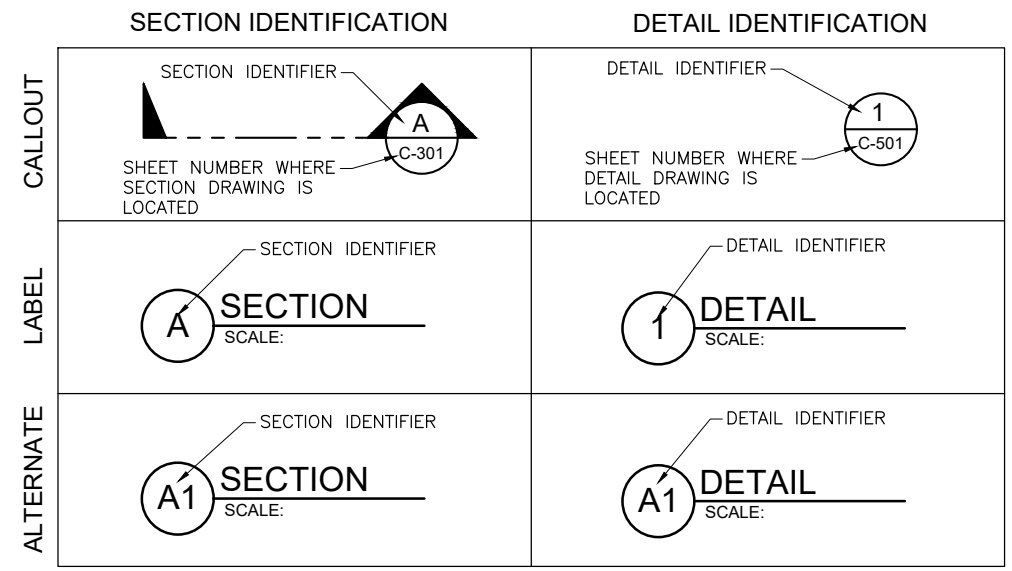 SECTION IDENTIFICATION
DETAIL IDENTIFICATION
CALLOUT
SECTION IDENTIFIER
A
C-301
SHEET NUMBER WHERE
SECTION DRAWING IS
LOCATED
DETAIL IDENTIFIER
1
C-501
SHEET NUMBER WHERE
DETAIL DRAWING IS
LOCATED
LABEL
SECTION IDENTIFIER
A
SECTION
SCALE:
DETAIL IDENTIFIER
1
DETAIL
SCALE:
ALTERNATE
SECTION IDENTIFIER
A1
SECTION
SCALE:
DETAIL IDENTIFIER
A1
DETAIL
SCALE: